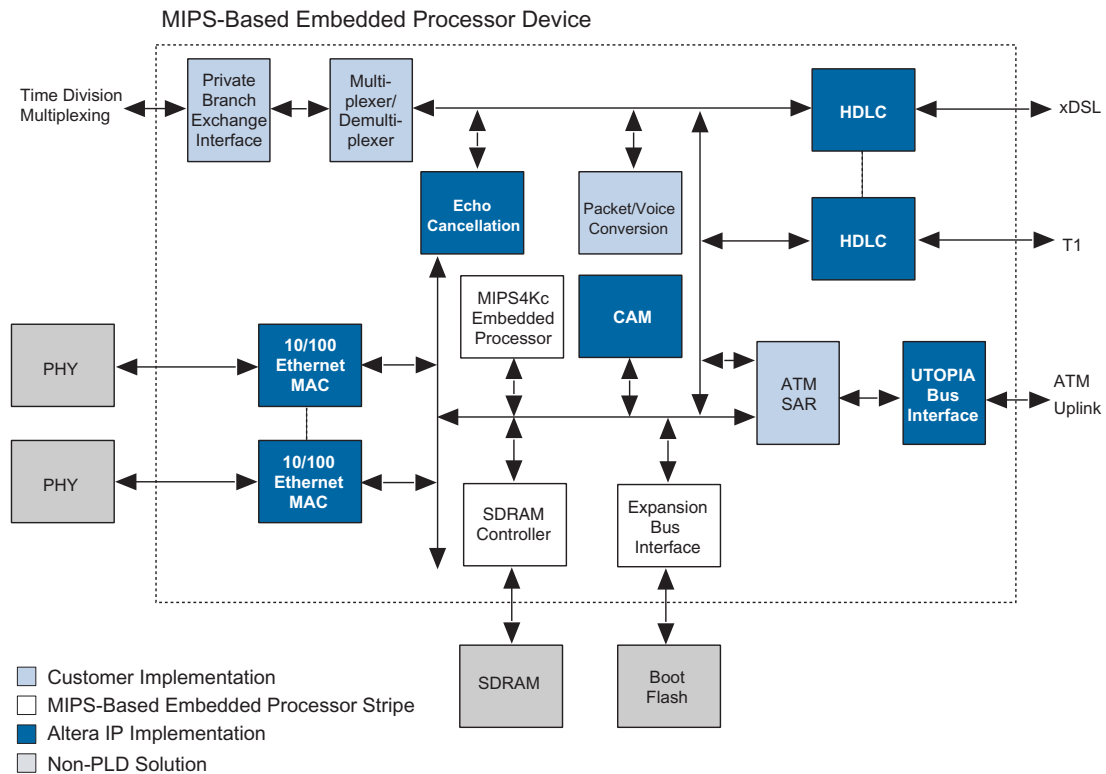 MIPS-Based Embedded Processor Device
Time Division
Multiplexing
Private
Branch
Exchange
Interface
Multi-
plexer/
Demulti-
plexer
HDLC
xDSL
Echo
Cancellation
Packet/Voice
Conversion
HDLC
T1
MIPS4Kc
Embedded
Processor
CAM
PHY
10/100
Ethernet
MAC
ATM
SAR
UTOPIA
Bus
Interface
ATM
Uplink
PHY
10/100
Ethernet
MAC
SDRAM
Controller
Expansion
Bus
Interface
SDRAM
Boot
Flash
Customer Implementation
MIPS-Based Embedded Processor Stripe
Altera IP Implementation
Non-PLD Solution